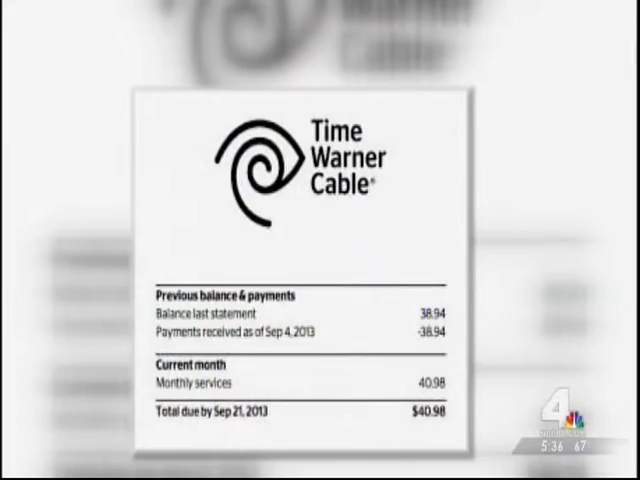 Warner
Cable
Time
Warner
Cable®
Previous balance & payments
Balance last statement 38.94
Payments received as of Sep 4, 2013 -38.94
Current month
Monthly services 40.98
Total due by Sep 21, 2013 $40.98
4
5:36 67